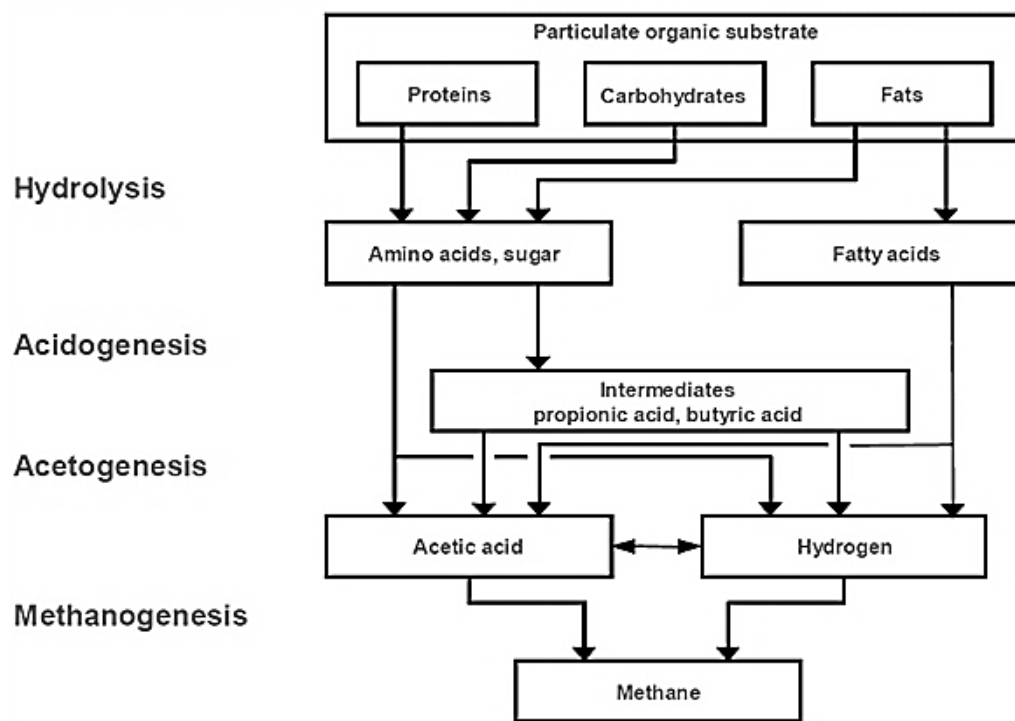 Particulate organic substrate
Proteins
Carbohydrates
Fats
Hydrolysis
Amino acids, sugar
Fatty acids
Acidogenesis
Intermediates
propionic acid, butyric acid
Acetogenesis
Acetic acid
Hydrogen
Methanogenesis
Methane